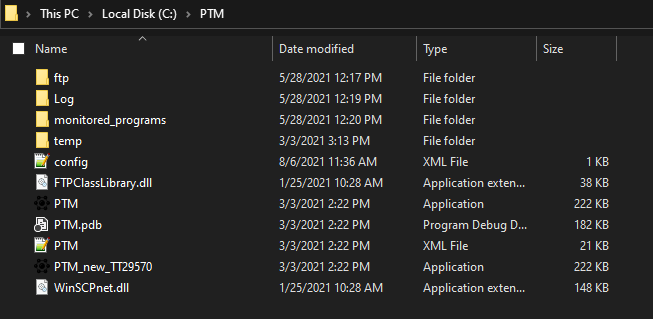 This PC > Local Disk (C:) > PTM
Name Date modified Type Size
ftp 5/28/2021 12:17 PM File folder
Log 5/28/2021 12:19 PM File folder
monitored_programs 5/28/2021 12:20 PM File folder
temp 3/3/2021 3:13 PM File folder
config 8/6/2021 11:36 AM XML File 1 KB
FTPClassLibrary.dll 1/25/2021 10:28 AM Application exten... 38 KB
PTM 3/3/2021 2:22 PM Application 222 KB
PTM.pdb 3/3/2021 2:22 PM Program Debug D... 182 KB
PTM 3/3/2021 2:22 PM XML File 21 KB
PTM_new_TT29570 3/3/2021 2:22 PM Application 222 KB
WinSCPnet.dll 1/25/2021 10:28 AM Application exten... 148 KB